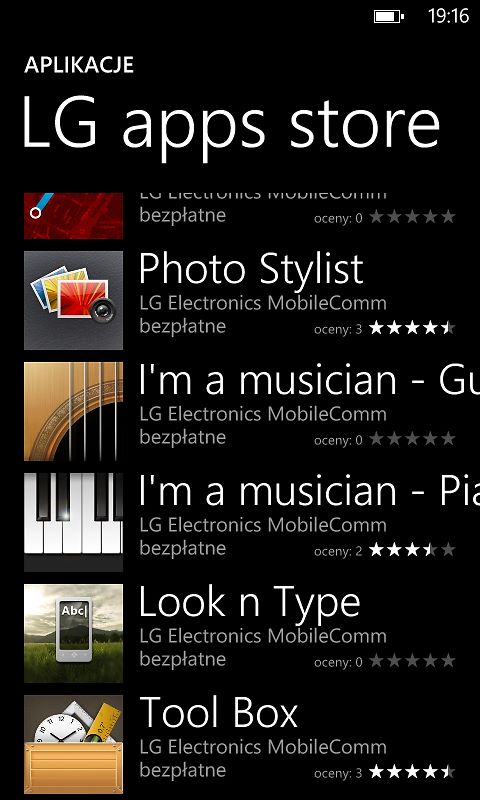 19:16
APLIKACJE
LG apps store
LG Electronics MobileComm
bezpłatne
oceny: 0
Photo Stylist
LG Electronics MobileComm
bezpłatne
oceny: 3
I'm a musician - Gu
LG Electronics MobileComm
bezpłatne
oceny: 0
I'm a musician - Pia
LG Electronics MobileComm
bezpłatne
oceny: 2
Abc
Look n Type
LG Electronics MobileComm
bezpłatne
oceny: 0
Tool Box
LG Electronics MobileComm
bezpłatne
oceny: 3